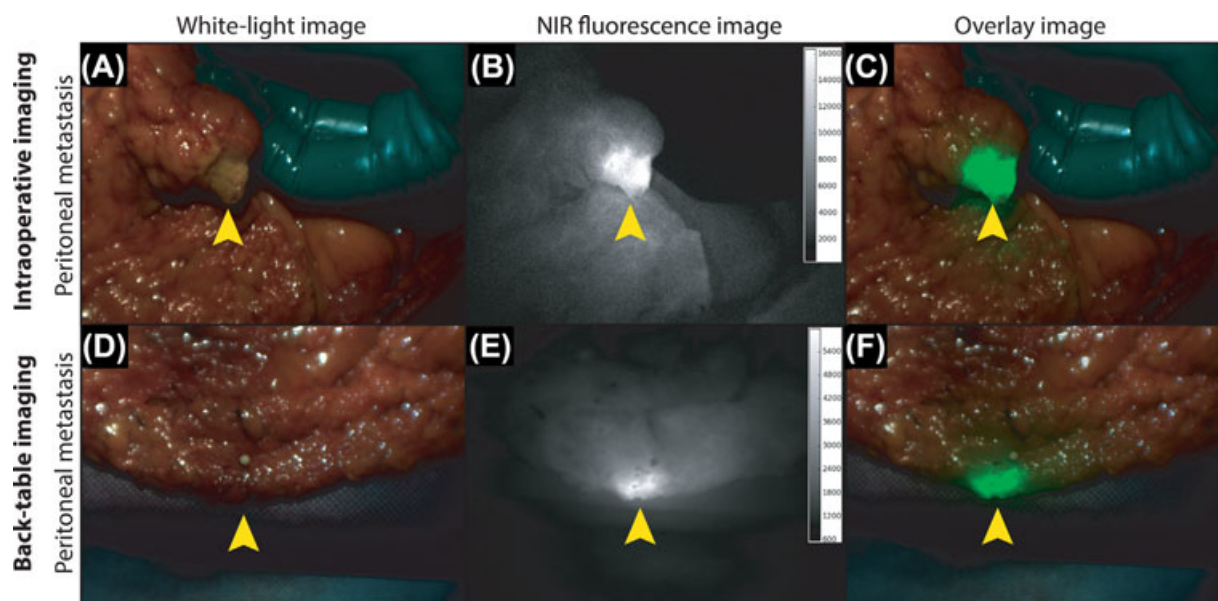 White-light image
NIR fluorescence image
Overlay image
Intraoperative imaging
Peritoneal metastasis
(A)
(B)
16000
14000
12000
10000
8000
6000
4000
2000
(C)
Back-table imaging
Peritoneal metastasis
(D)
(E)
5400
4800
4200
3600
3000
2400
1800
1200
600
(F)